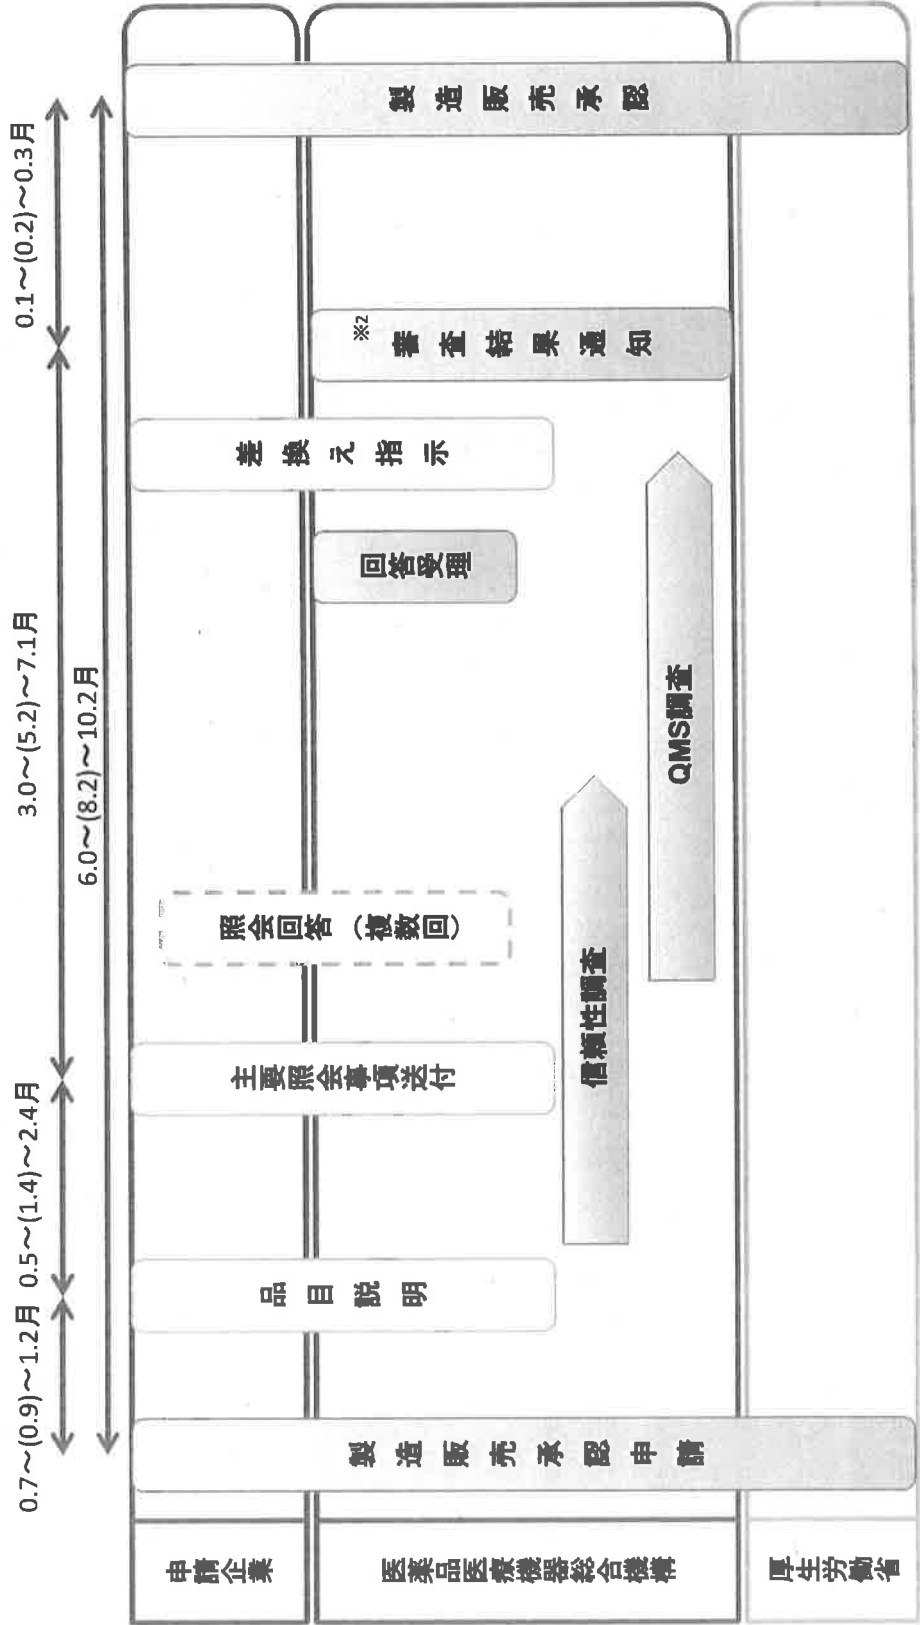 0.7～(0.9)～1.2月
0.5～(1.4)～2.4月
3.0～(5.2)～7.1月
0.1～(0.2)～0.3月
6.0～(8.2)～10.2月
申請企業
医薬品医療機器総合機構
厚生労働省
製造販売承認申請
品目説明
主要照会事項送付
照会回答（複数回）
回答受理
差換え指示
※2
審査結果通知
製造販売承認
信頼性調査
QMS調査